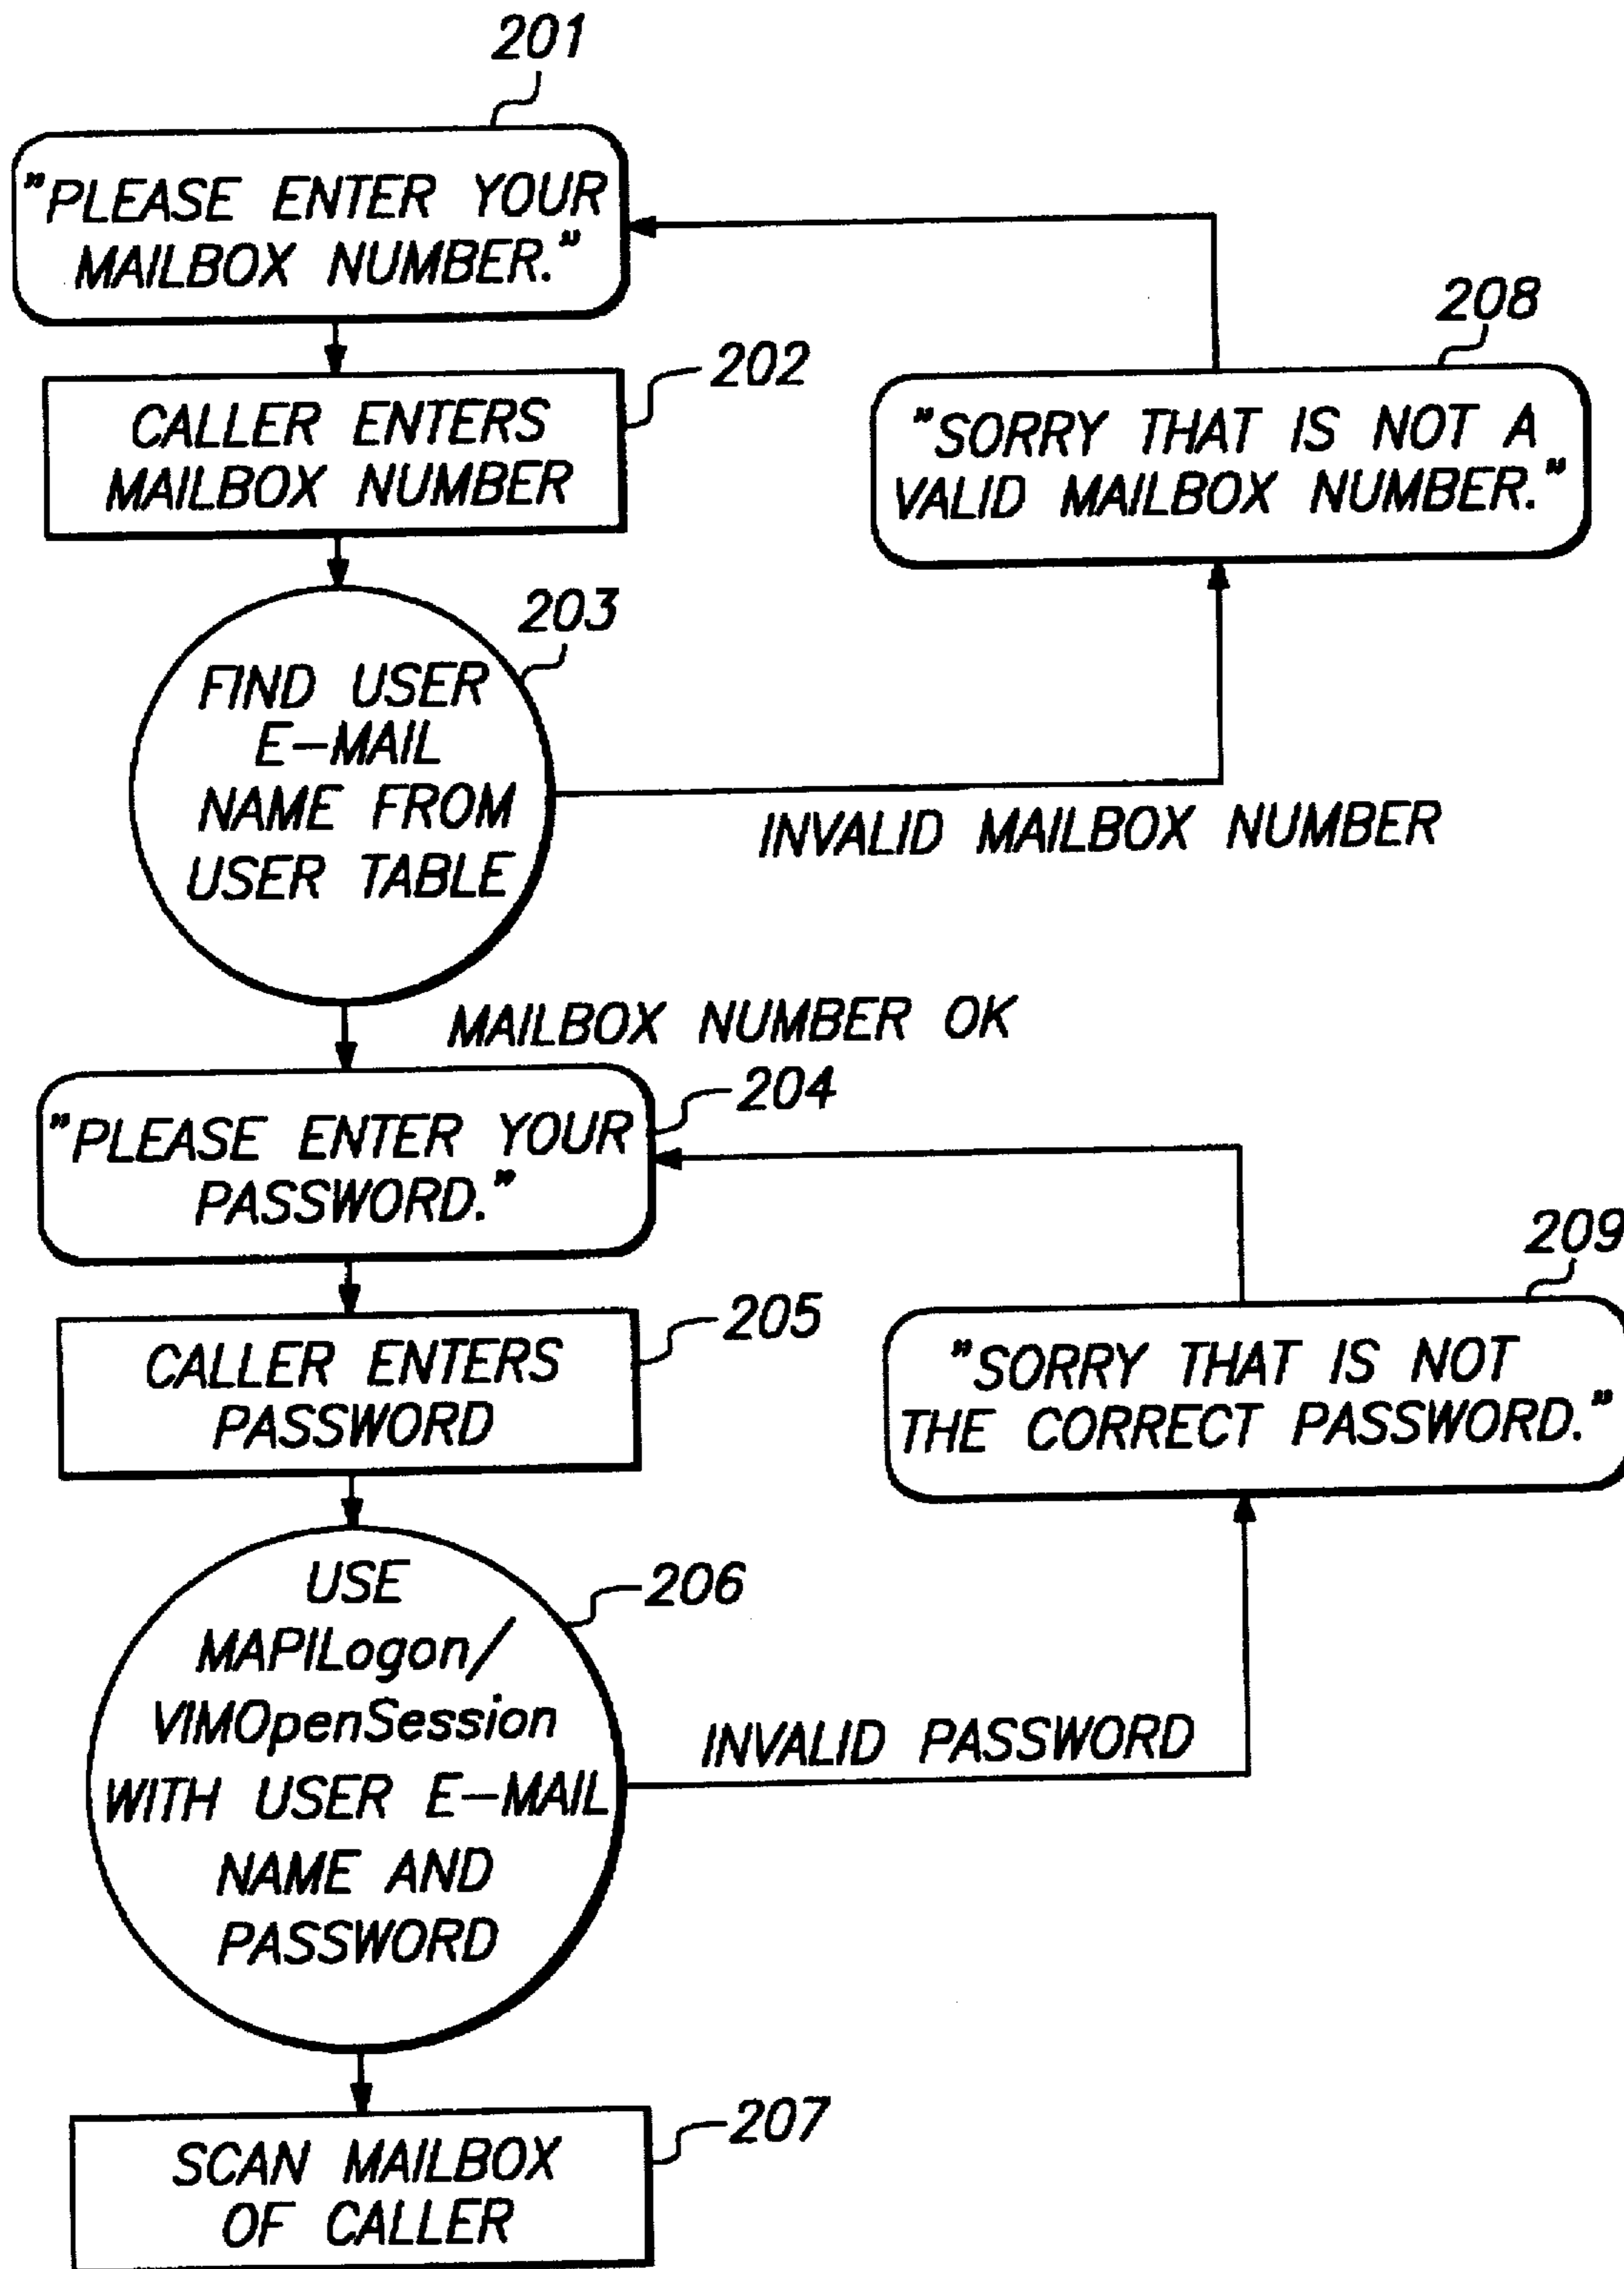 201
"PLEASE ENTER YOUR
MAILBOX NUMBER."
208
202
CALLER ENTERS
MAILBOX NUMBER
"SORRY THAT IS NOT A
VALID MAILBOX NUMBER."
203
FIND USER
E-MAIL
NAME FROM
USER TABLE
INVALID MAILBOX NUMBER
MAILBOX NUMBER OK
204
"PLEASE ENTER YOUR
PASSWORD."
209
205
CALLER ENTERS
PASSWORD
"SORRY THAT IS NOT
THE CORRECT PASSWORD."
206
USE
MAPILogon/
VIMOpenSession
WITH USER E-MAIL
NAME AND
PASSWORD
INVALID PASSWORD
207
SCAN MAILBOX
OF CALLER